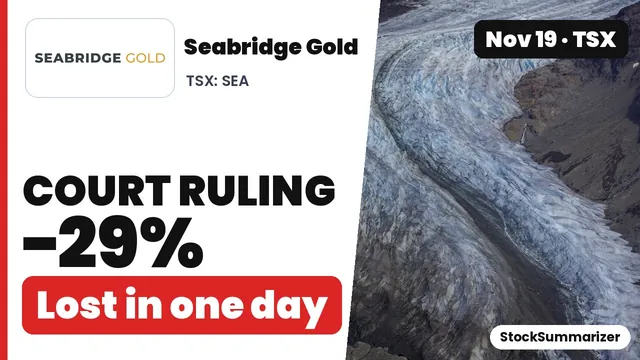 SEABRIDGE GOLD
Seabridge Gold
TSX: SEA
Nov 19 • TSX
COURT RULING
-29%
Lost in one day
StockSummarizer